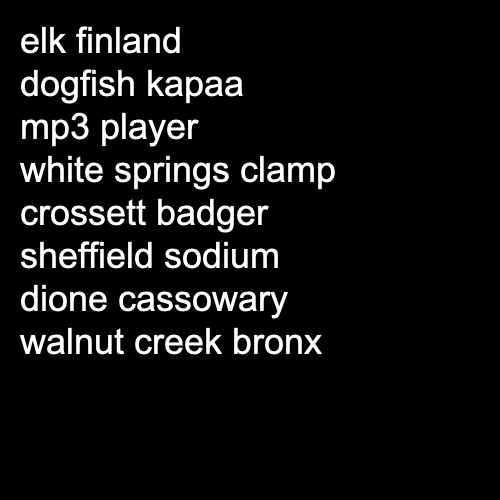 elk finland
dogfish kapaa
mp3 player
white springs clamp
crossett badger
sheffield sodium
dione cassowary
walnut creek bronx